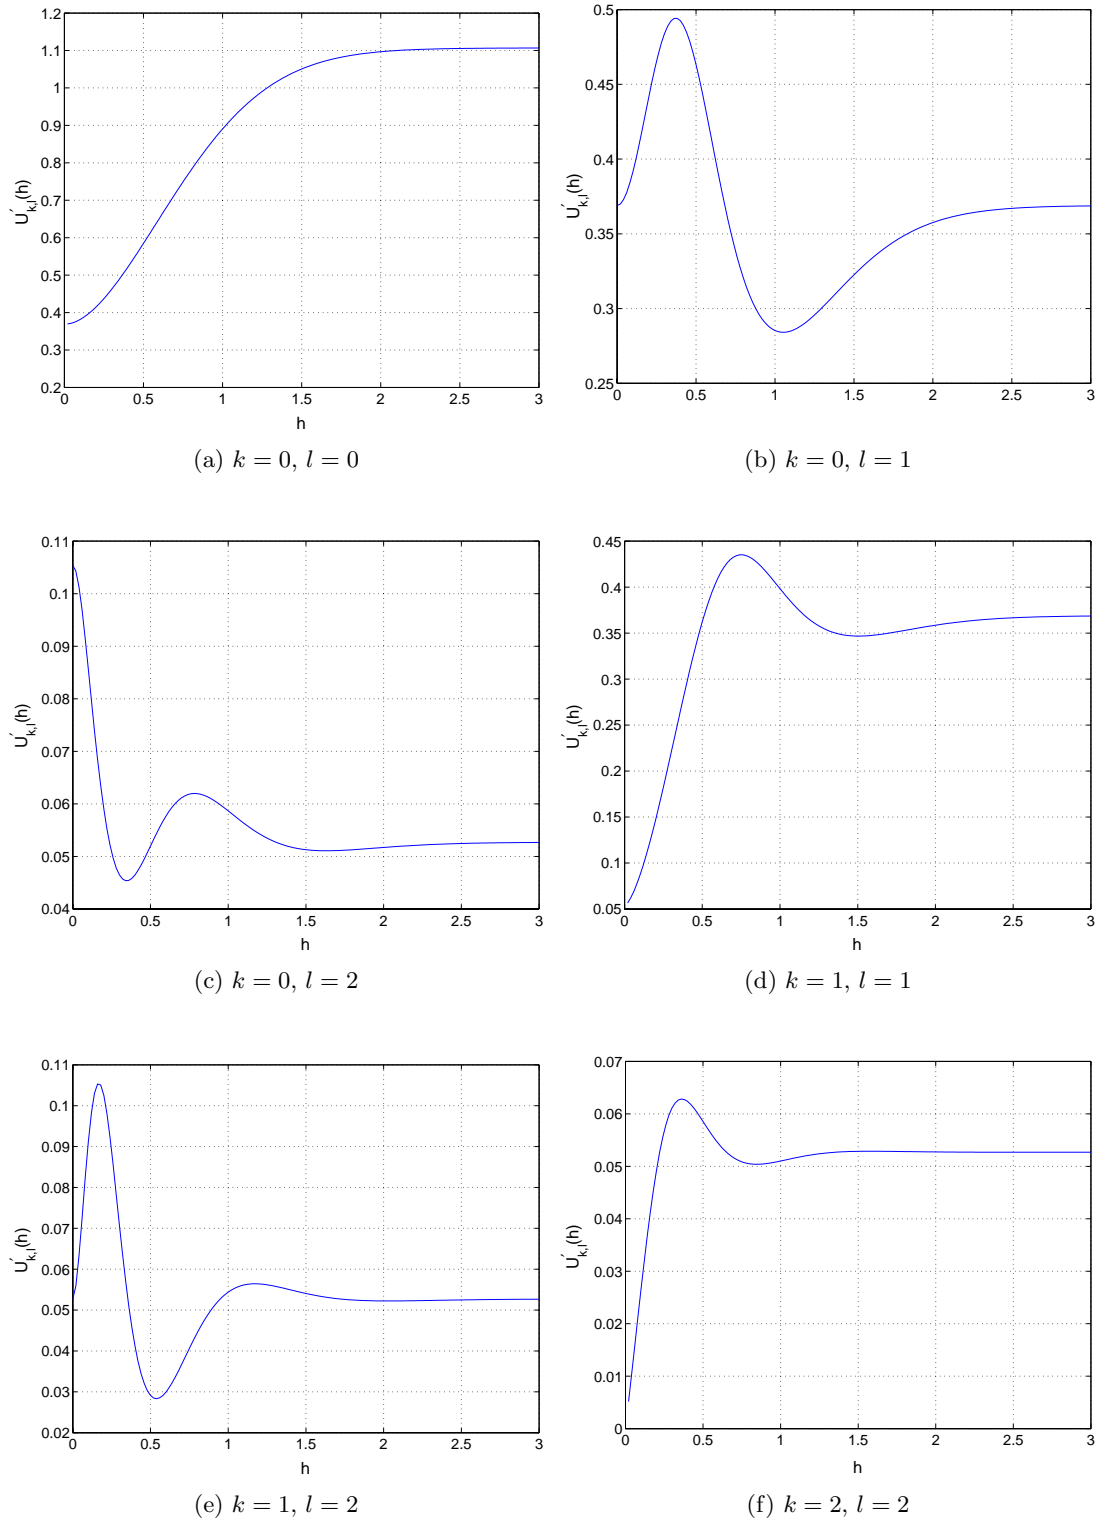 1.2
1.1
1
0.9
0.8
0.7
0.6
0.5
0.4
0.3
0.2
U′k,l(h)
0 0.5 1 1.5 2 2.5 3
h
(a) k = 0, l = 0
0.5
0.45
0.4
0.35
0.3
0.25
U′k,l(h)
0 0.5 1 1.5 2 2.5 3
(b) k = 0, l = 1
0.11
0.1
0.09
0.08
0.07
0.06
0.05
0.04
U′k,l(h)
0 0.5 1 1.5 2 2.5 3
h
(c) k = 0, l = 2
0.45
0.4
0.35
0.3
0.25
0.2
0.15
0.1
0.05
U′k,l(h)
0 0.5 1 1.5 2 2.5 3
h
(d) k = 1, l = 1
0.11
0.1
0.09
0.08
0.07
0.06
0.05
0.04
0.03
0.02
U′k,l(h)
0 0.5 1 1.5 2 2.5 3
h
(e) k = 1, l = 2
0.07
0.06
0.05
0.04
0.03
0.02
0.01
0
U′k,l(h)
0 0.5 1 1.5 2 2.5 3
h
(f) k = 2, l = 2